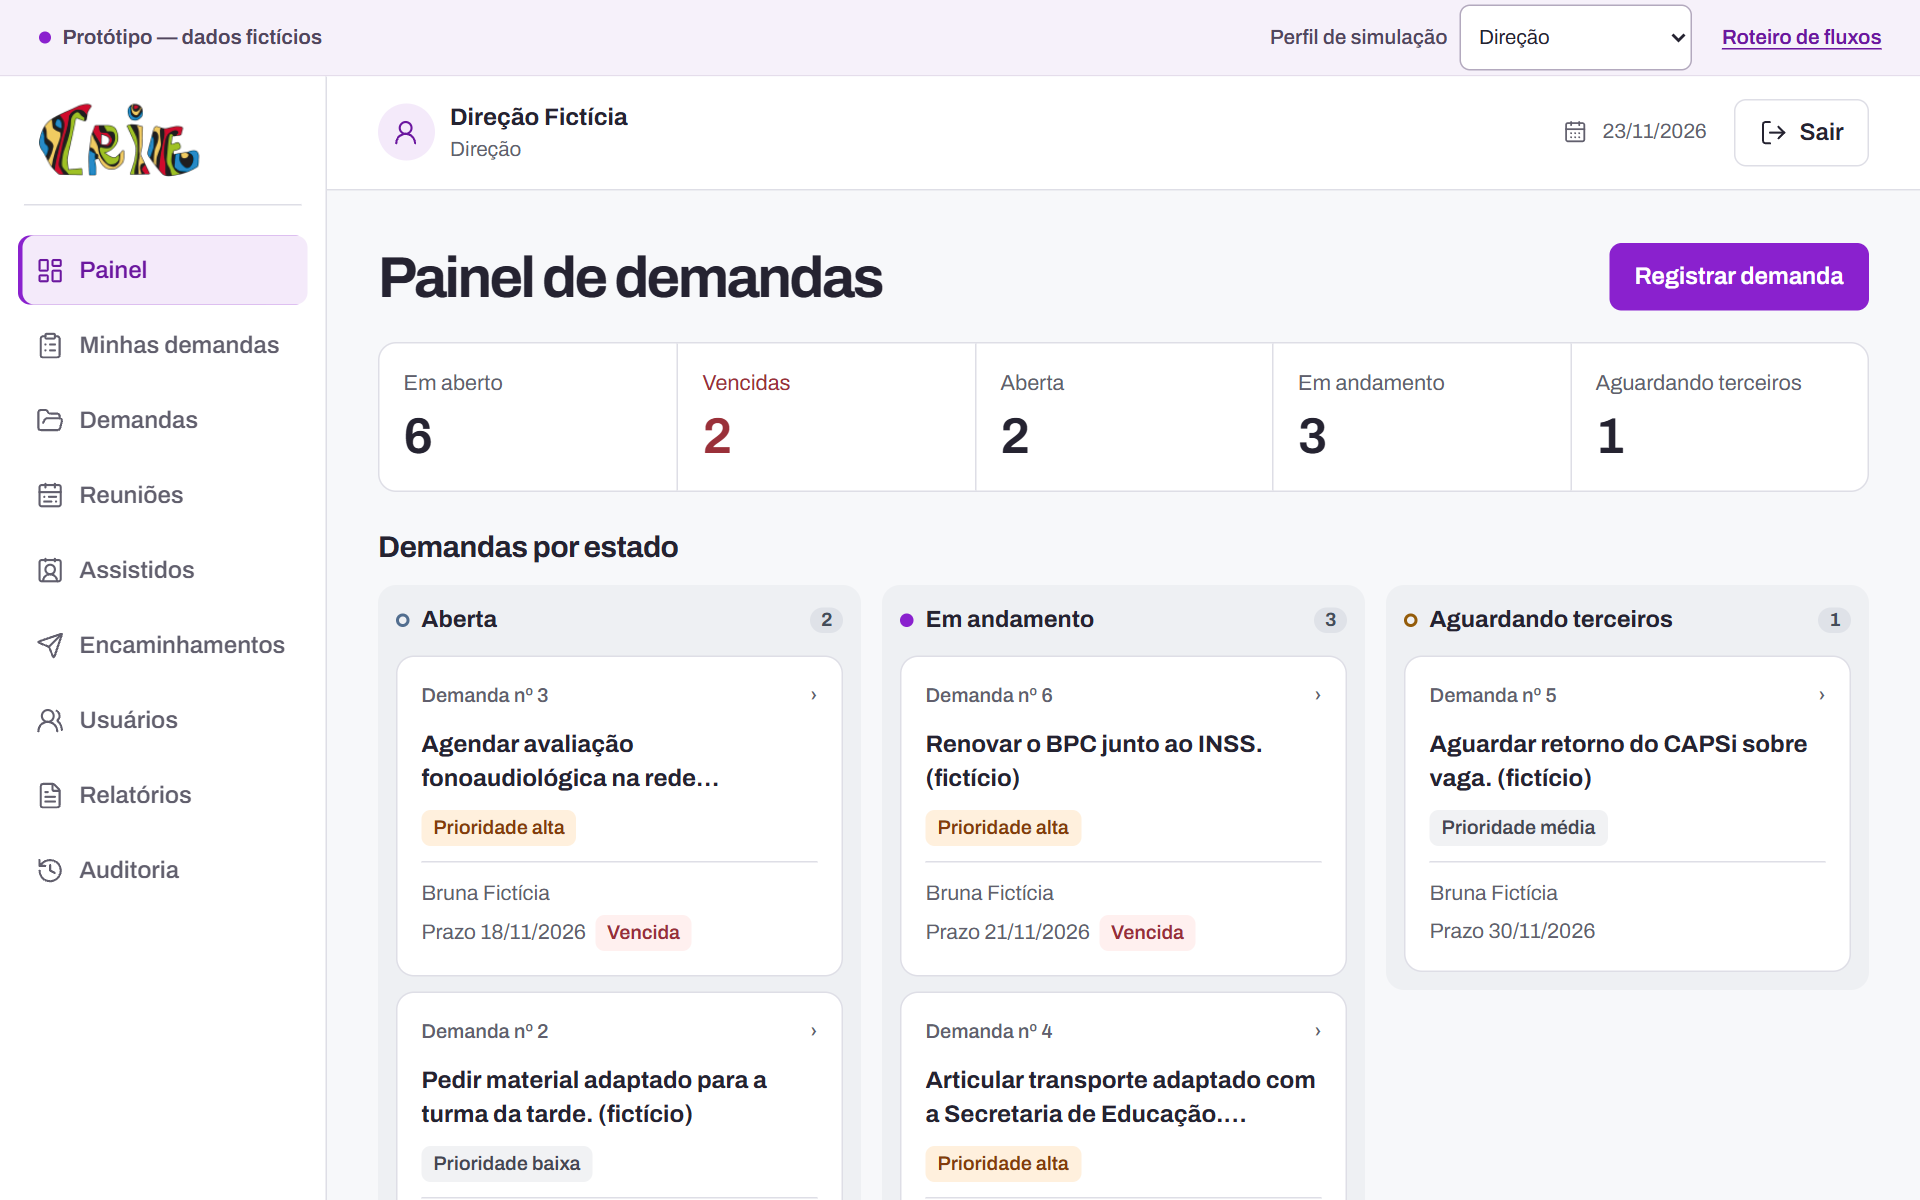 Protótipo — dados fictícios
Perfil de simulação
Direção
Roteiro de fluxos
CRIE
Direção Fictícia
Direção
23/11/2026
Sair
Painel
Minhas demandas
Demandas
Reuniões
Assistidos
Encaminhamentos
Usuários
Relatórios
Auditoria
Painel de demandas
Registrar demanda
Em aberto
6
Vencidas
2
Aberta
2
Em andamento
3
Aguardando terceiros
1
Demandas por estado
Aberta
2
Demanda nº 3
Agendar avaliação
fonoaudiológica na rede…
Prioridade alta
Bruna Fictícia
Prazo 18/11/2026
Vencida
Demanda nº 2
Pedir material adaptado para a
turma da tarde. (fictício)
Prioridade baixa
Em andamento
3
Demanda nº 6
Renovar o BPC junto ao INSS.
(fictício)
Prioridade alta
Bruna Fictícia
Prazo 21/11/2026
Vencida
Demanda nº 4
Articular transporte adaptado com
a Secretaria de Educação.…
Prioridade alta
Aguardando terceiros
1
Demanda nº 5
Aguardar retorno do CAPSi sobre
vaga. (fictício)
Prioridade média
Bruna Fictícia
Prazo 30/11/2026